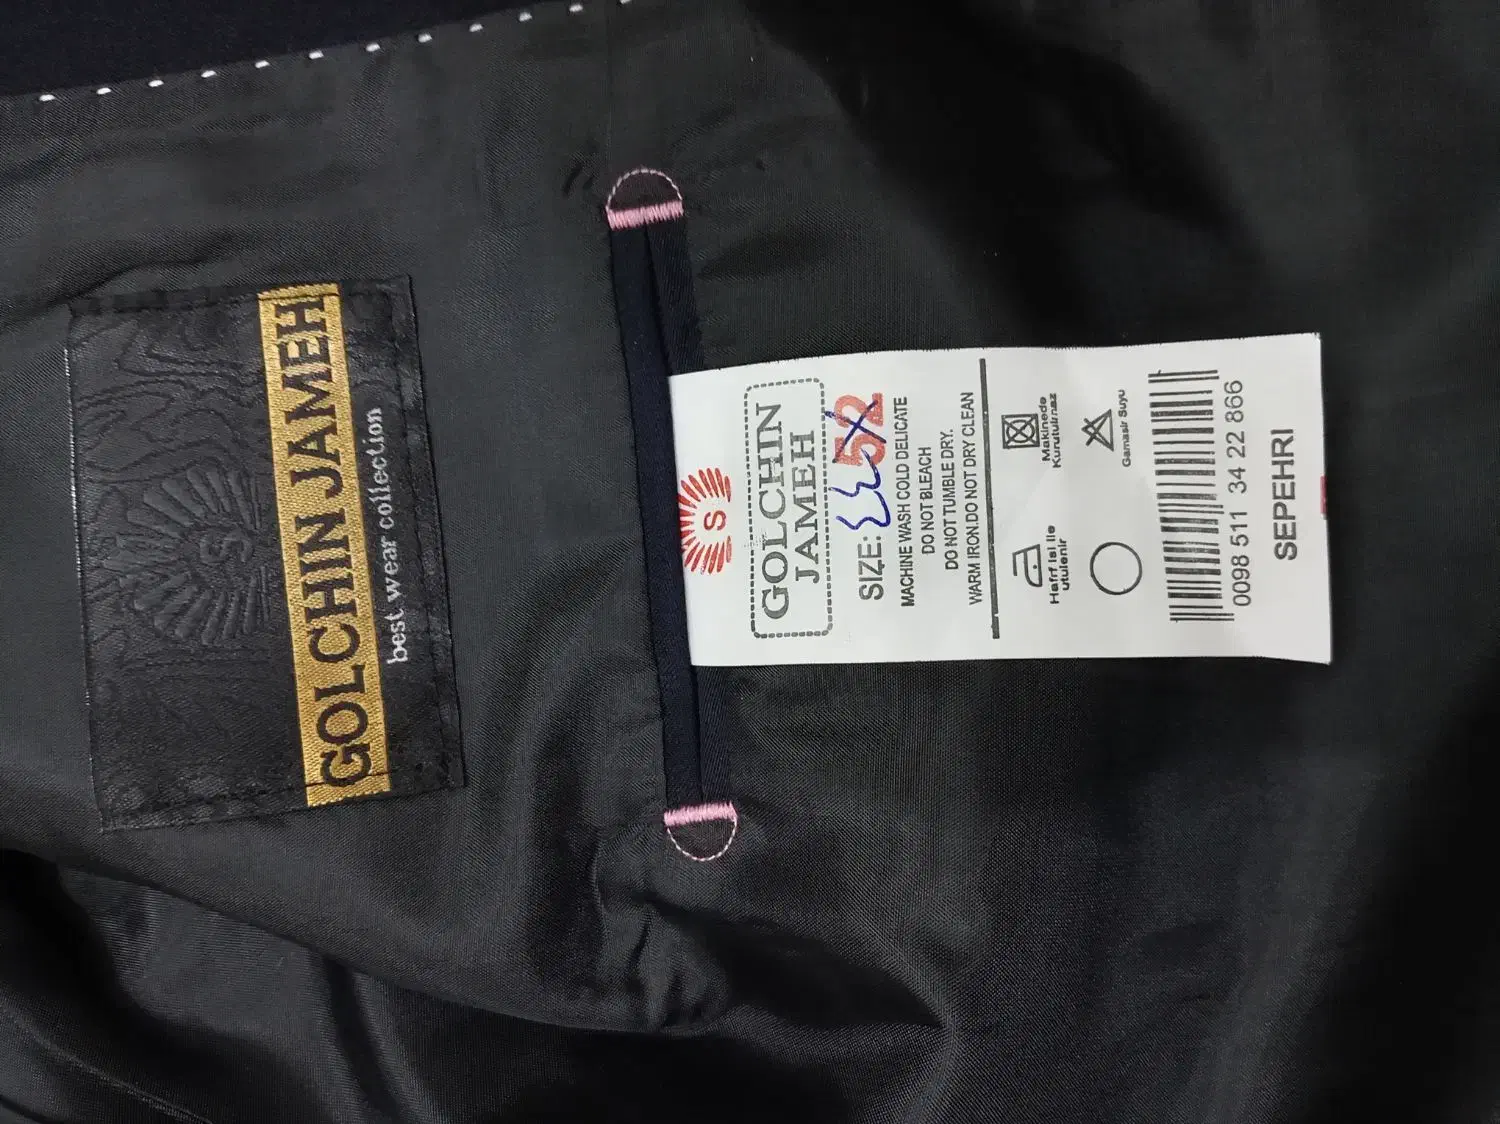 GOLCHIN JAMEH
best wear collection
S
S
GOLCHIN
JAMEH
SIZE: ٤٤ 52
MACHINE WASH COLD DELICATE
DO NOT BLEACH
DO NOT TUMBLE DRY.
WARM IRON.DO NOT DRY CLEAN
Hafif isi ile
utulenir
Makinede
Kurutulmaz
Gamasir Suyu
0098 511 34 22 866
SEPEHRI